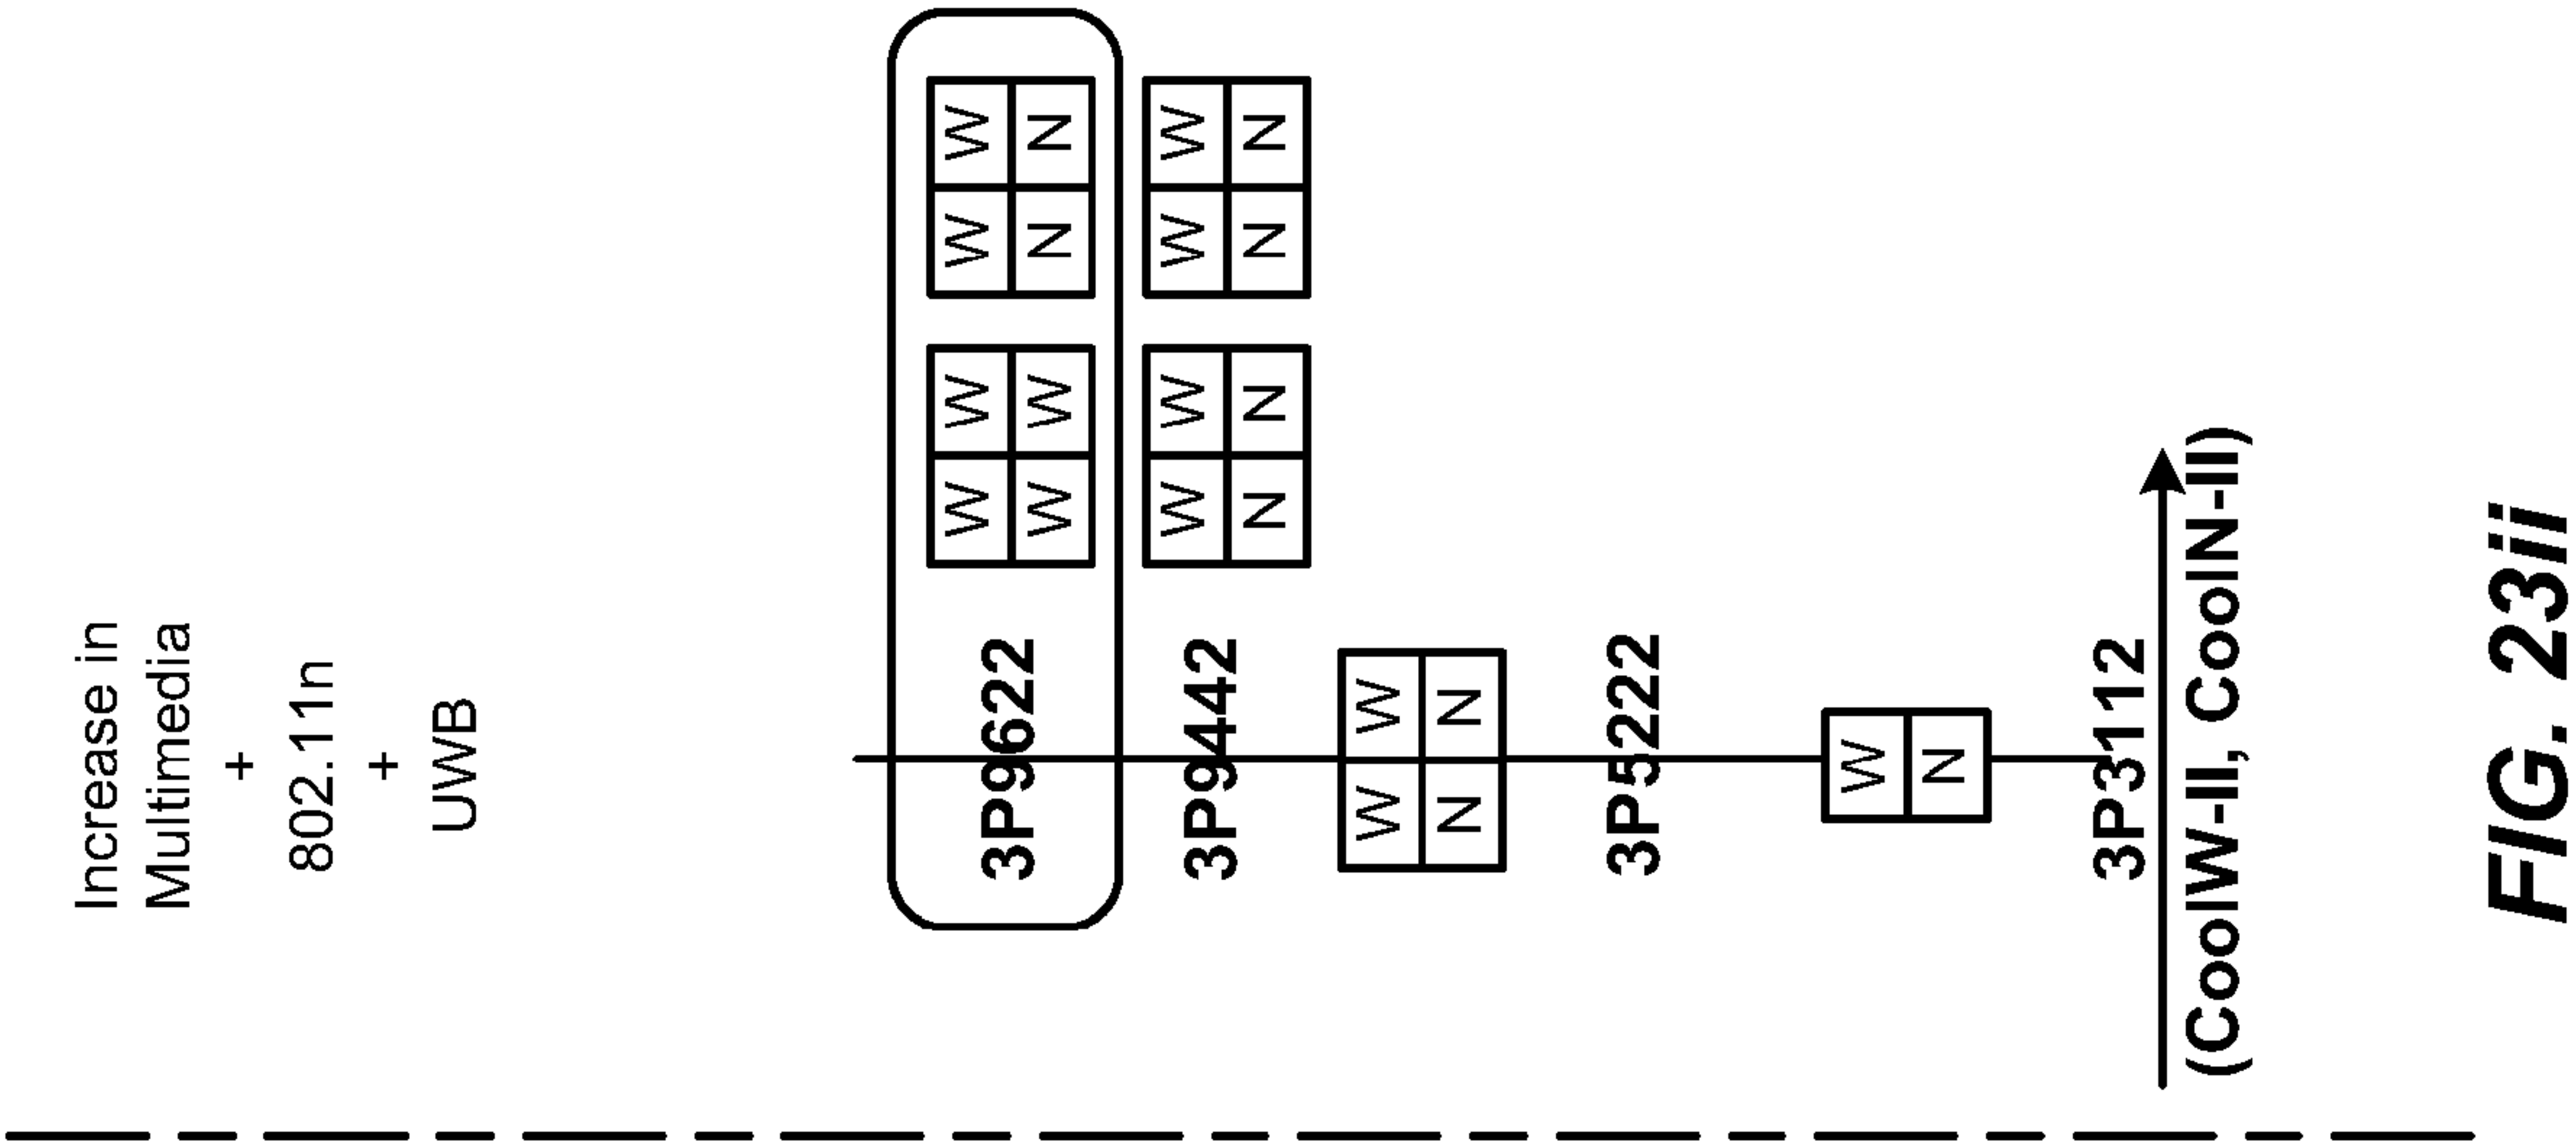 Increase in
Multimedia
+
802.11n
+
UWB
3P9622
W W W W
W W N N
3P9442
W W W W
N N N N
W W
N N
3P5222
W
N
3P3112
(CoolW-II, CoolN-II)
FIG. 23ii